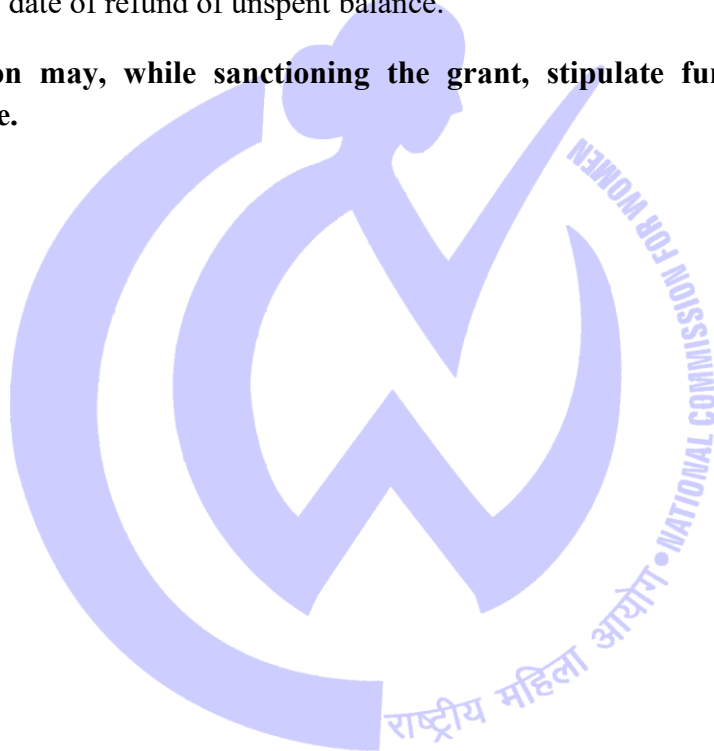 date of refund of unspent balance.
on may, while sanctioning the grant, stipulate fur
e.
राष्ट्रीय महिला आयोग • NATIONAL COMMISSION FOR WOMEN